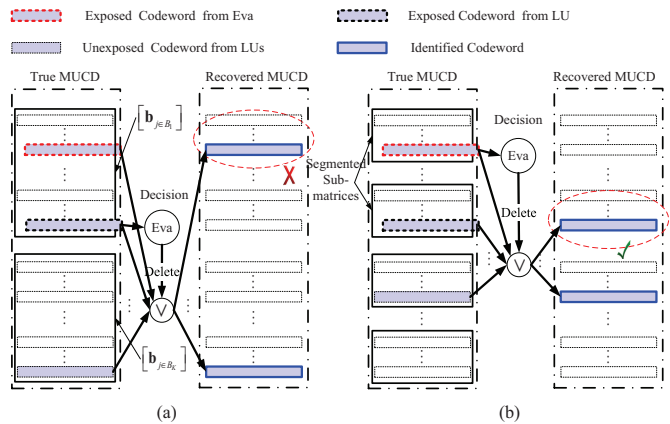 Exposed Codeword from Eva
Exposed Codeword from LU
Unexposed Codeword from LUs
Identified Codeword
True MUCD
Recovered MUCD
[b j∈B₁]
Decision
Eva
Delete
∨
X
[b j∈B_K]
(a)
True MUCD
Recovered MUCD
Decision
Eva
Segmented
Sub-
matrices
Delete
∨
✓
(b)